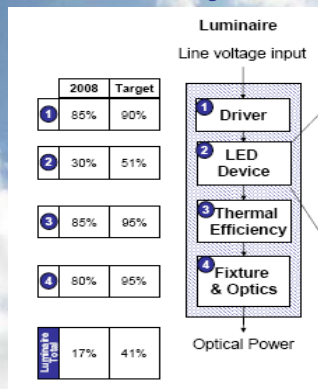 Luminaire
Line voltage input
2008 Target
1 85% 90%
2 30% 51%
3 85% 95%
4 80% 95%
Luminaire Total 17% 41%
1 Driver
2 LED
Device
3 Thermal
Efficiency
4 Fixture
& Optics
Optical Power